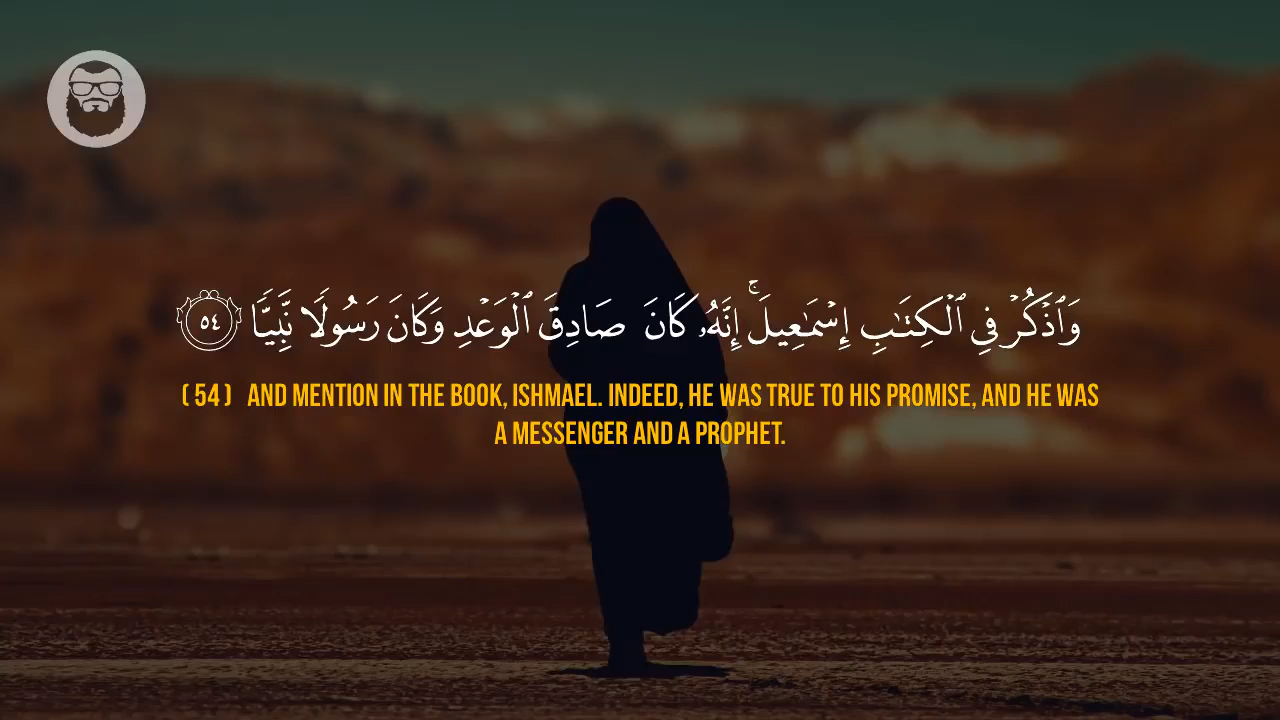 وَٱذۡكُرۡ فِي ٱلۡكِتَٰبِ إِسۡمَٰعِيلَۚ إِنَّهُۥ كَانَ صَادِقَ ٱلۡوَعۡدِ وَكَانَ رَسُولٗا نَّبِيّٗا ٥٤
( 54 ) AND MENTION IN THE BOOK, ISHMAEL. INDEED, HE WAS TRUE TO HIS PROMISE, AND HE WAS
A MESSENGER AND A PROPHET.